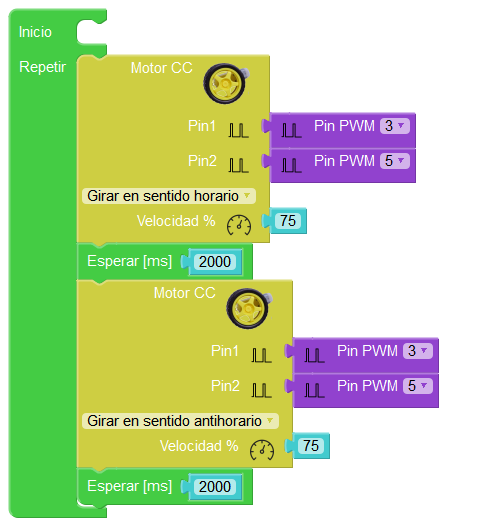 Inicio
Repetir
Motor CC
Pin1 Pin PWM 3
Pin2 Pin PWM 5
Girar en sentido horario
Velocidad % 75
Esperar [ms] 2000
Motor CC
Pin1 Pin PWM 3
Pin2 Pin PWM 5
Girar en sentido antihorario
Velocidad % 75
Esperar [ms] 2000